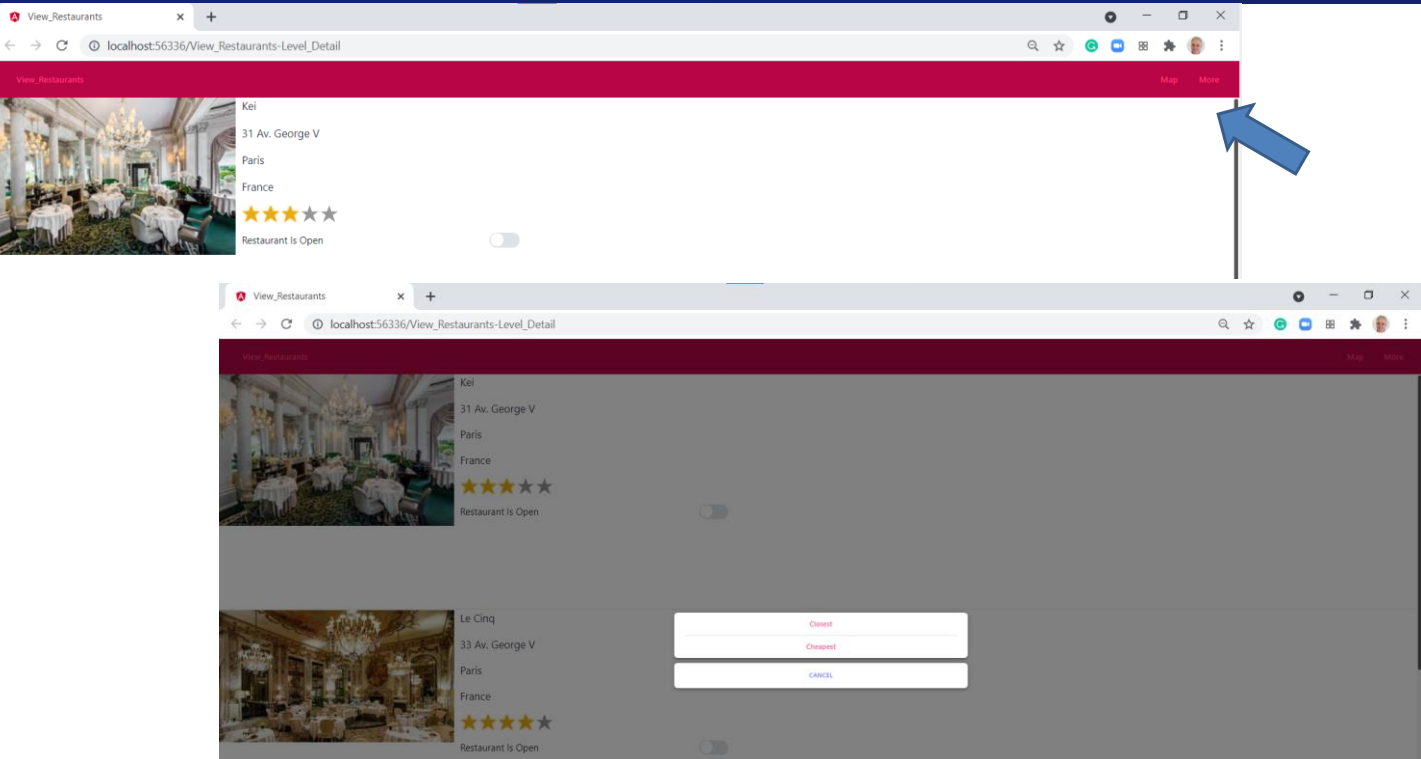 View_Restaurants
localhost:56336/View_Restaurants-Level_Detail
View_Restaurants Map More
Kei
31 Av. George V
Paris
France
Restaurant Is Open
View_Restaurants
localhost:56336/View_Restaurants-Level_Detail
View_Restaurants Map More
Kei
31 Av. George V
Paris
France
Restaurant Is Open
Le Cinq
33 Av. George V
Paris
France
Restaurant Is Open
Closest
Cheapest
CANCEL